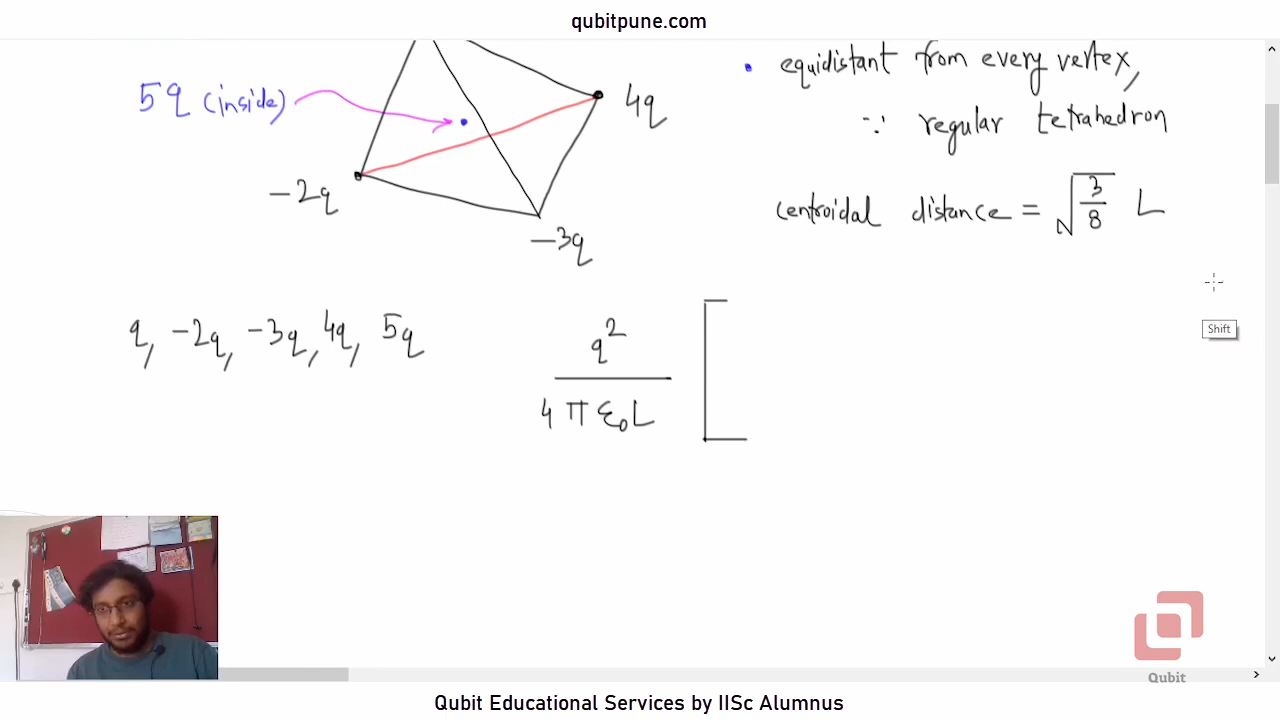 qubitpune.com
5q (inside)
4q
-2q
-3q
• equidistant from every vertex,
∵ regular tetrahedron
centroidal distance = √(3/8) L
q, -2q, -3q, 4q, 5q
q²
4πε₀L
[
Shift
Qubit
Qubit Educational Services by IISc Alumnus